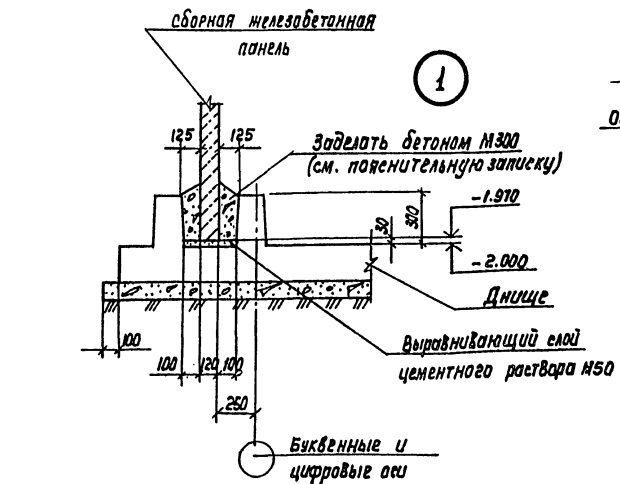 Сборная железобетонная
панель
1
125
125
Заделать бетоном М300
(см. пояснительную записку)
-1.970
300
30
-2.000
Днище
100
Выравнивающий слой
цементного раствора М50
100 120 100
250
Буквенные и
цифровые оси